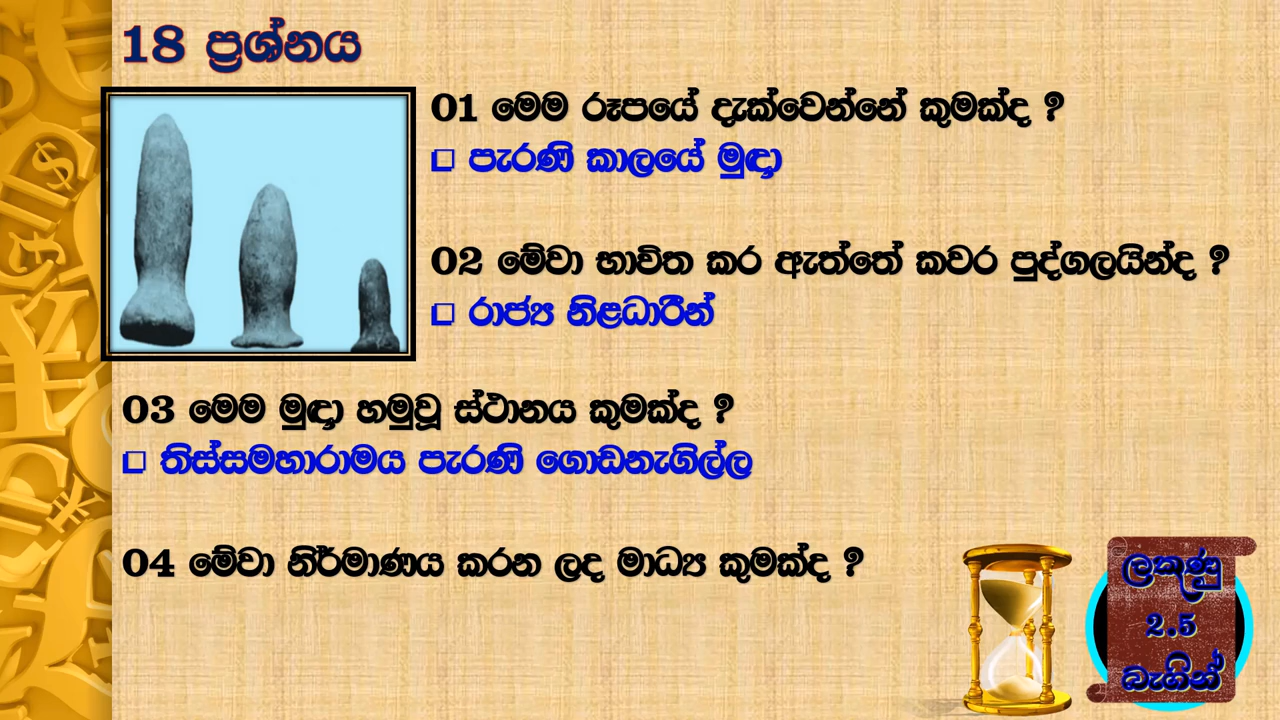 18 ප්‍රශ්නය
01 මෙම රූපයේ දැක්වෙන්නේ කුමක්ද ?
□ පැරණි කාලයේ මුද්‍රා
02 මේවා භාවිත කර ඇත්තේ කවර පුද්ගලයින්ද ?
□ රාජ්‍ය නිළධාරීන්
03 මෙම මුද්‍රා හමුවූ ස්ථානය කුමක්ද ?
□ තිස්සමහාරාමය පැරණි ගොඩනැගිල්ල
04 මේවා නිර්මාණය කරන ලද මාධ්‍ය කුමක්ද ?
ලකුණු
2.5
බැගින්